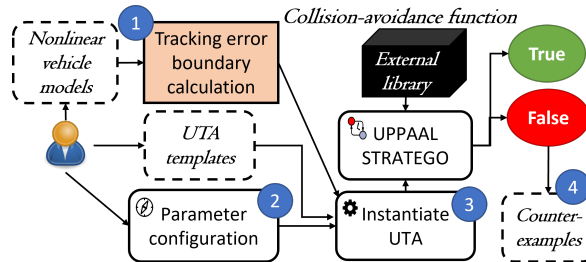 Collision-avoidance function
1
Nonlinear
vehicle
models
Tracking error
boundary
calculation
External
library
True
UTA
templates
UPPAAL
STRATEGO
False
2
Parameter
configuration
3
Instantiate
UTA
4
Counter-
examples